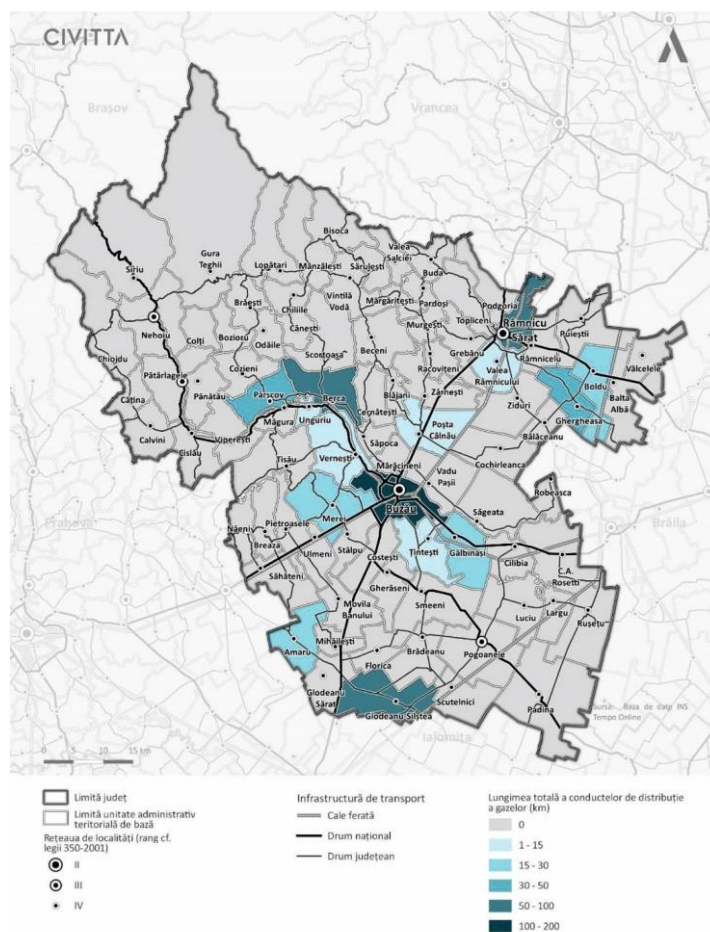 CIVITTA
Brașov
Vrancea
Bisoca
Valea
Salciei
Gura
Teghii
Lopătari
Mânzălești
Sărulești
Buda
Siriu
Vintilă
Vodă
Mărgăritești
Pardoși
Podgoria
Brăești
Chiliile
Cănești
Murgești
Topliceni
Râmnicu
Sărat
Puieștii
Nehoiu
Colți
Bozioru
Odăile
Beceni
Grebănu
Râmnicelu
Vâlcelele
Chiojdu
Scorțoasa
Racoviteni
Valea
Râmnicului
Cozieni
Boldu
Pătârlagele
Pănătău
Pârscov
Berca
Blăjani
Zărnești
Balta
Albă
Cătina
Cernătești
Ziduri
Ghergheasa
Măgura
Unguriu
Poșta
Câlnău
Calvini
Viperești
Bălăceanu
Cislău
Săpoca
Tisău
Vernești
Mărăcineni
Cochirleanca
Vadu
Pașii
Robeasca
Prahova
Buzău
Săgeata
Brăila
Năeni
Pietroasele
Merei
Breaza
Ulmeni
Stâlpu
Costești
Țintești
Gălbinași
Cilibia
C.A.
Rosetti
Săhăteni
Gherăseni
Movila
Banului
Smeeni
Luciu
Largu
Rușețu
Mihăilești
Amaru
Brădeanu
Pogoanele
Florica
Glodeanu
Sărat
Scutelnici
Glodeanu-Siliștea
Padina
Sursa: Baza de date INS
Tempo Online
Ialomița
0 5 10 15 km
Limită județ
Limită unitate administrativ
teritorială de bază
Rețeaua de localități (rang cf.
legii 350-2001)
II
III
IV
Infrastructură de transport
Cale ferată
Drum național
Drum județean
Lungimea totală a conductelor de distribuție
a gazelor (km)
0
1 - 15
15 - 30
30 - 50
50 - 100
100 - 200